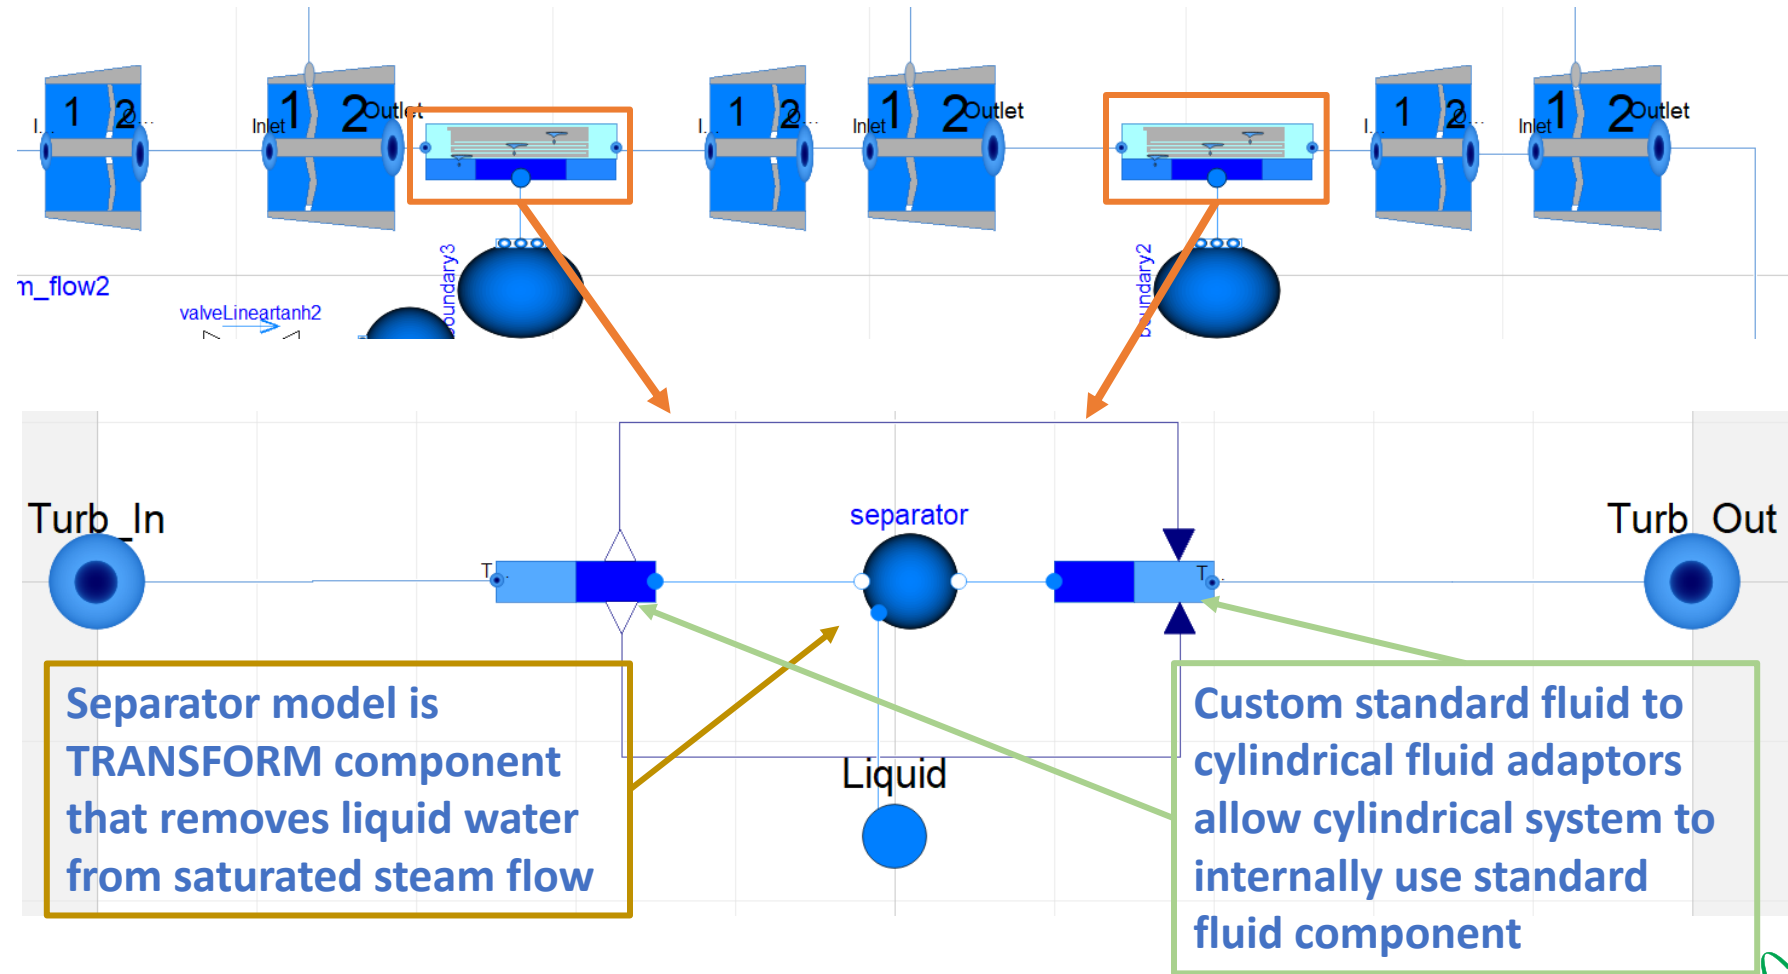 1 2
I...
O...
1 2
Inlet
Outlet
1 2
I...
O...
1 2
Inlet
Outlet
1 2
I...
O...
1 2
Inlet
Outlet
boundary3
boundary2
m_flow2
valveLineartanh2
Turb_In
separator
Turb_Out
T...
T...
Liquid
Separator model is
TRANSFORM component
that removes liquid water
from saturated steam flow
Custom standard fluid to
cylindrical fluid adaptors
allow cylindrical system to
internally use standard
fluid component